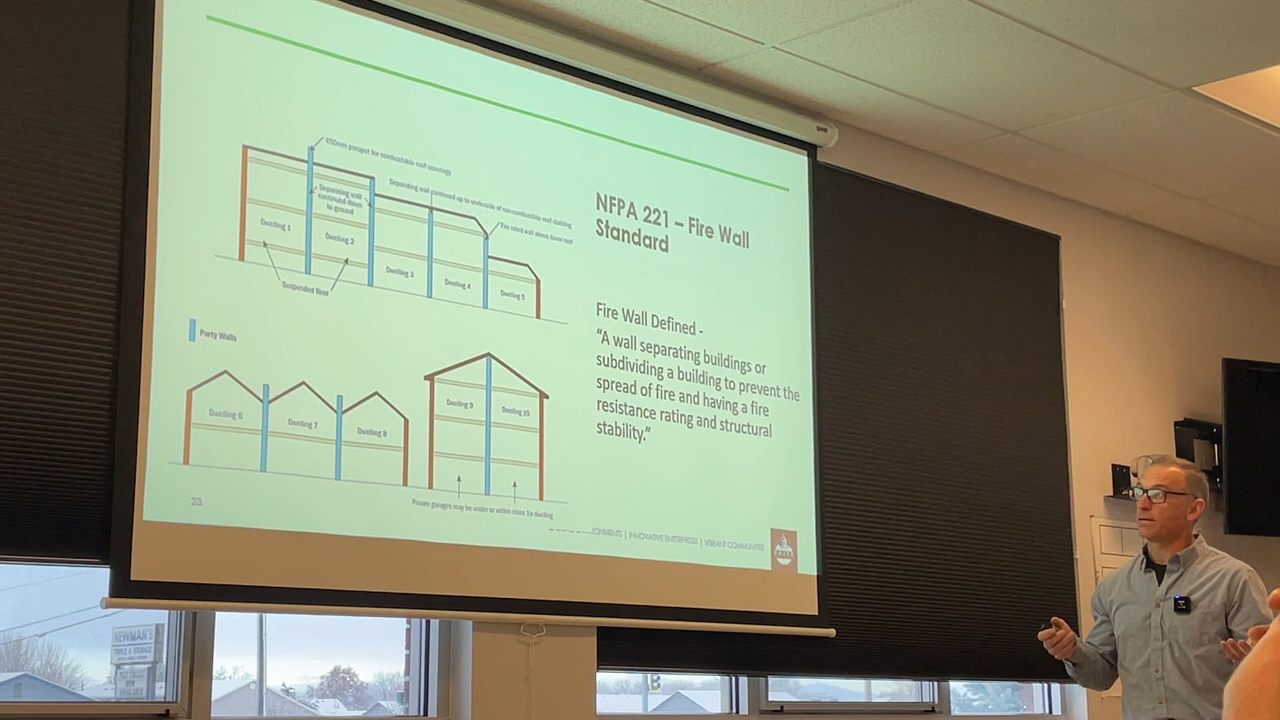 450mm parapet for combustible roof coverings
Separating wall continued up to underside of non-combustible roof cladding
Separating wall
continued down
to ground
Fire rated wall above lower roof
Dwelling 1
Dwelling 2
Dwelling 3
Dwelling 4
Dwelling 5
Suspended floor
Party Walls
Dwelling 6
Dwelling 7
Dwelling 8
Dwelling 9
Dwelling 10
Private garages may be under or within class 1a dwelling
NFPA 221 – Fire Wall
Standard
Fire Wall Defined -
“A wall separating buildings or
subdividing a building to prevent the
spread of fire and having a fire
resistance rating and structural
stability.”
23
| INNOVATIVE ENTERPRISES | VIBRANT COMMUNITIES
NEWMAN'S
TRIPLE A STORAGE
NOW
AVAILABLE